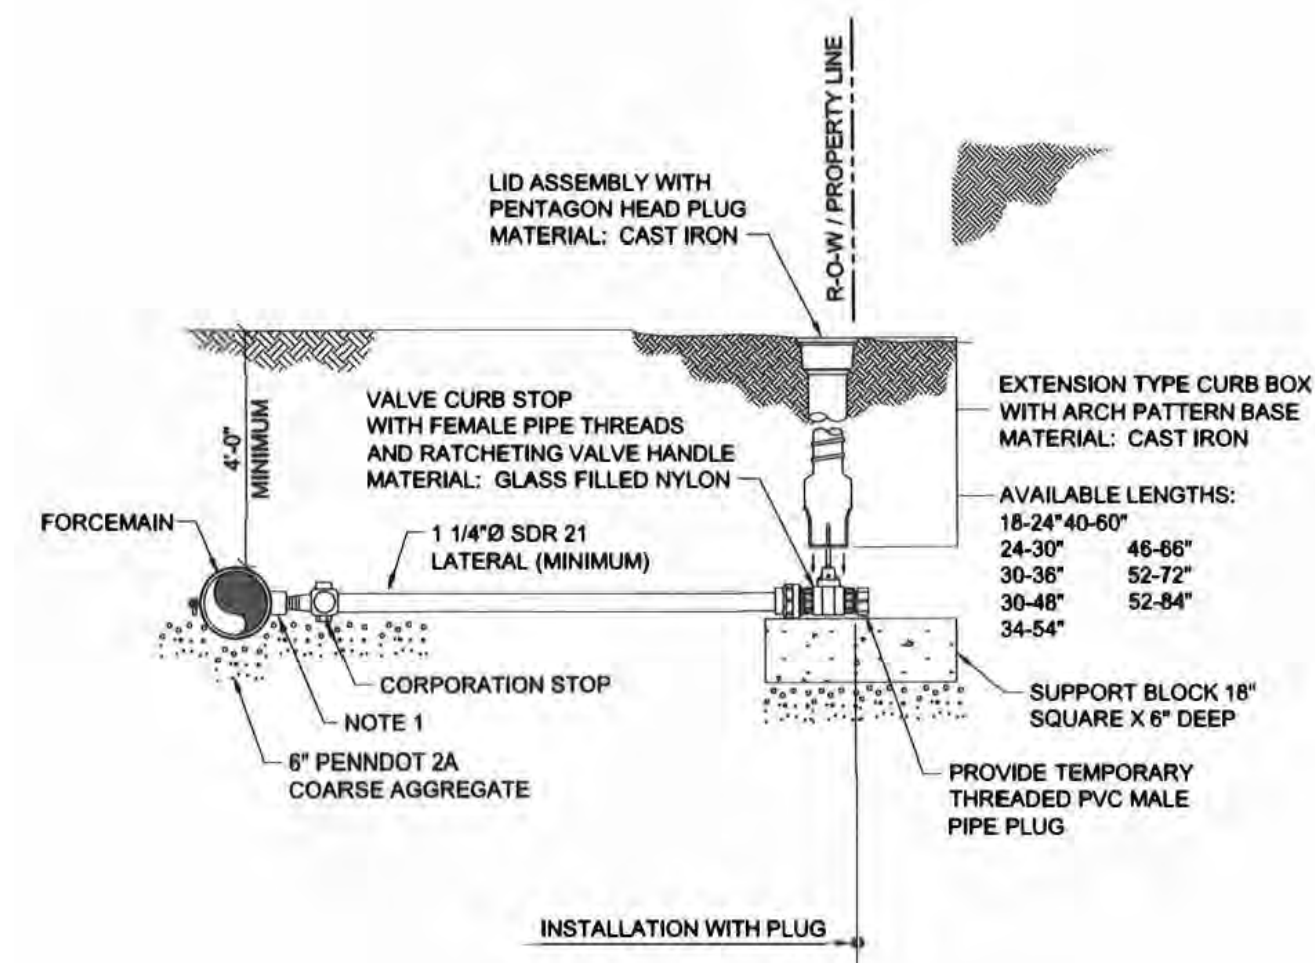 R-O-W / PROPERTY LINE
LID ASSEMBLY WITH
PENTAGON HEAD PLUG
MATERIAL: CAST IRON
VALVE CURB STOP
WITH FEMALE PIPE THREADS
AND RATCHETING VALVE HANDLE
MATERIAL: GLASS FILLED NYLON
EXTENSION TYPE CURB BOX
WITH ARCH PATTERN BASE
MATERIAL: CAST IRON
4'-0"
MINIMUM
FORCEMAIN
1 1/4"Ø SDR 21
LATERAL (MINIMUM)
AVAILABLE LENGTHS:
18-24" 40-60"
24-30" 46-66"
30-36" 52-72"
30-48" 52-84"
34-54"
CORPORATION STOP
NOTE 1
6" PENNDOT 2A
COARSE AGGREGATE
SUPPORT BLOCK 18"
SQUARE X 6" DEEP
PROVIDE TEMPORARY
THREADED PVC MALE
PIPE PLUG
INSTALLATION WITH PLUG